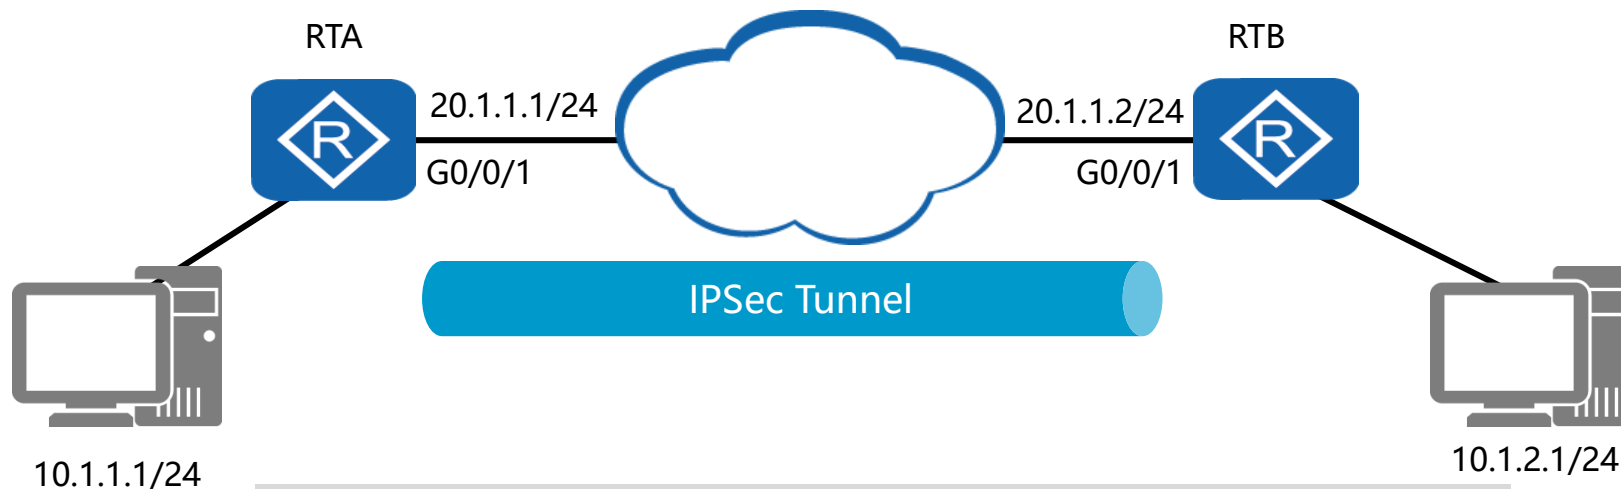 RTA
RTB
20.1.1.1/24
20.1.1.2/24
R
R
G0/0/1
G0/0/1
IPSec Tunnel
10.1.1.1/24
10.1.2.1/24